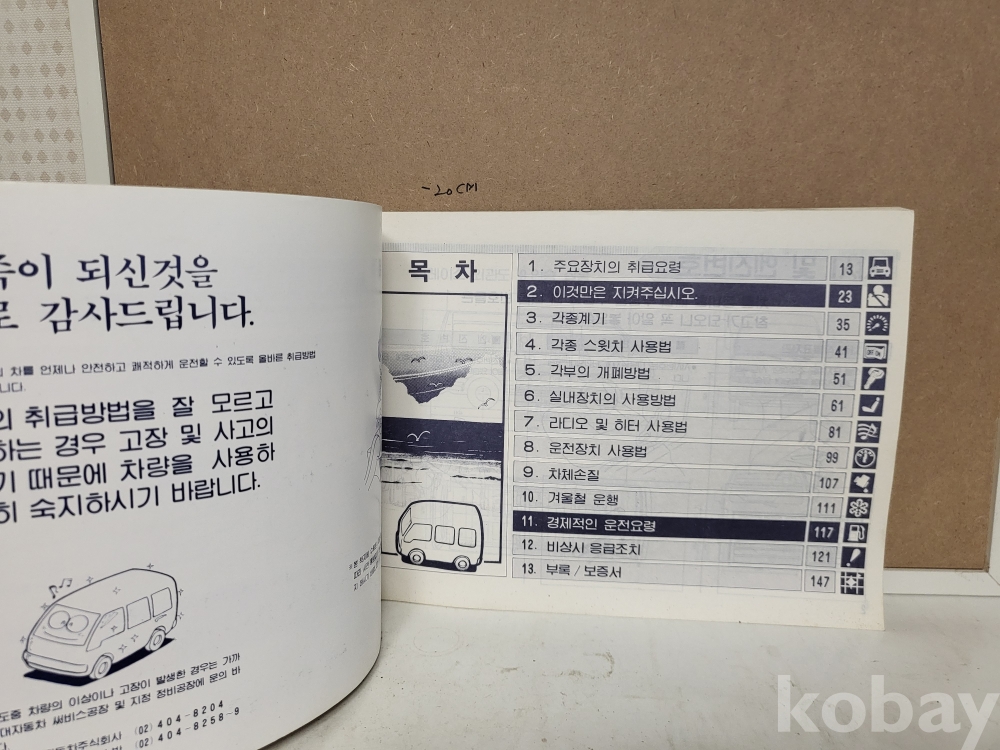 -20CM
되신것을
감사드립니다.
차를 언제나 안전하고 쾌적하게 운전할 수 있도록 올바른 취급방법
니다.
취급방법을 잘 모르고
하는 경우 고장 및 사고의
기 때문에 차량을 사용하
히 숙지하시기 바랍니다.
도중 차량의 이상이나 고장이 발생한 경우는 가까
대자동차 써비스공장 및 지정 정비공장에 문의 바
다.
동차주식회사 (02) 404-8204
(02) 404-8258-9
목차
1. 주요장치의 취급요령 13
2. 이것만은 지켜주십시오. 23
3. 각종계기 35
4. 각종 스윗치 사용법 41
5. 각부의 개폐방법 51
6. 실내장치의 사용방법 61
7. 라디오 및 히터 사용법 81
8. 운전장치 사용법 99
9. 차체손질 107
10. 겨울철 운행 111
11. 경제적인 운전요령 117
12. 비상시 응급조치 121
13. 부록/보증서 147
kobay